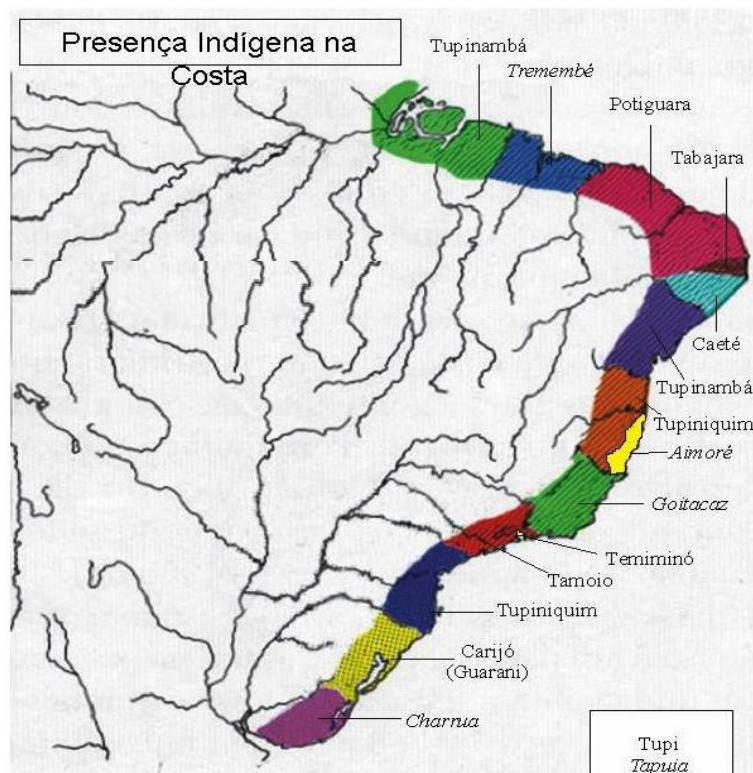 Presença Indígena na
Costa
Tupinambá
Tremembé
Potiguara
Tabajara
Caeté
Tupinambá
Tupiniquim
Aimoré
Goitacaz
Temiminó
Tamoio
Tupiniquim
Carijó
(Guarani)
Charrua
Tupi
Tapuia